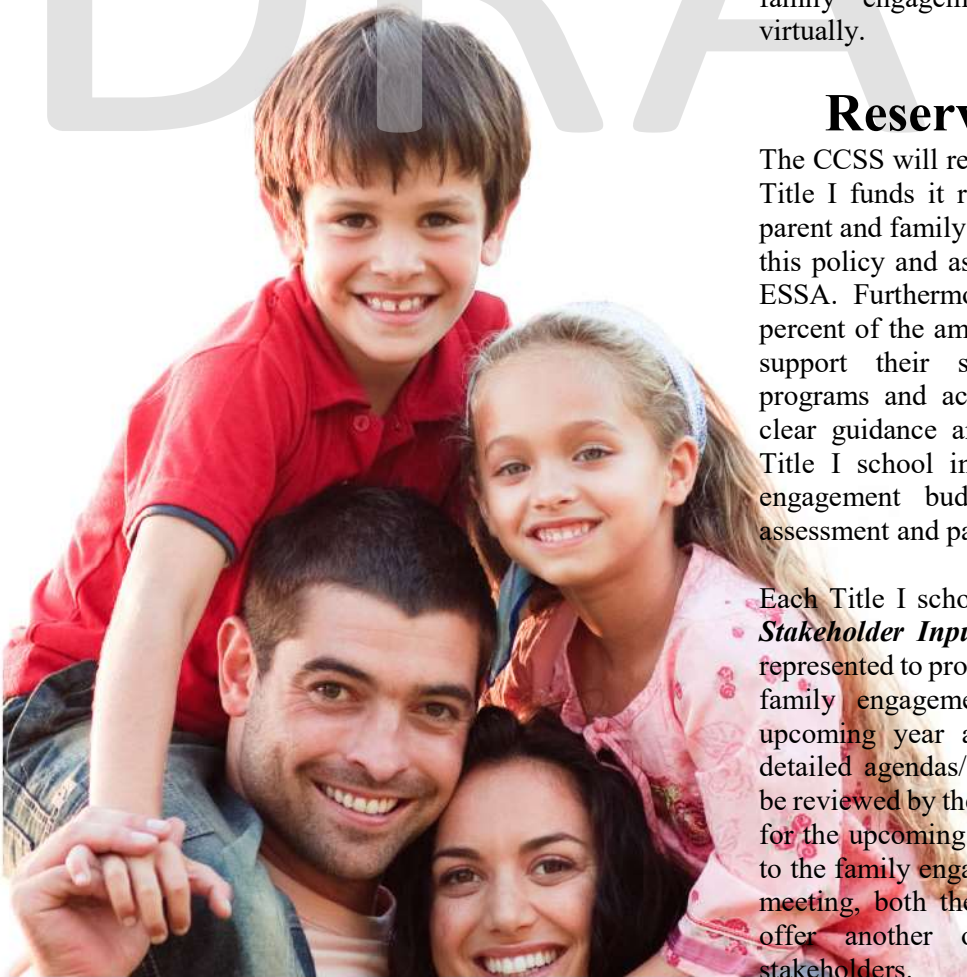 DRA
family engagem
virtually.
Reserv
The CCSS will re
Title I funds it r
parent and family
this policy and as
ESSA. Furthermo
percent of the am
support their s
programs and ac
clear guidance a
Title I school in
engagement bud
assessment and pa
Each Title I scho
Stakeholder Inpu
represented to pro
family engageme
upcoming year a
detailed agendas/
be reviewed by the
for the upcoming
to the family enga
meeting, both the
offer another o
stakeholders.